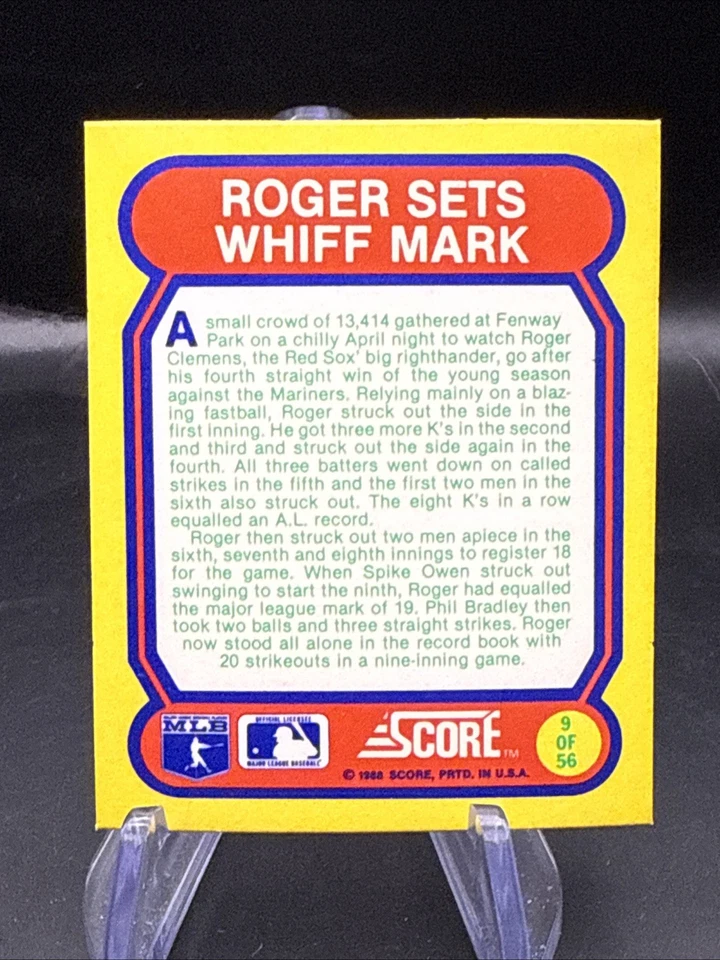 ROGER SETS
WHIFF MARK
A small crowd of 13,414 gathered at Fenway
Park on a chilly April night to watch Roger
Clemens, the Red Sox' big righthander, go after
his fourth straight win of the young season
against the Mariners. Relying mainly on a blaz-
ing fastball, Roger struck out the side in the
first inning. He got three more K's in the second
and third and struck out the side again in the
fourth. All three batters went down on called
strikes in the fifth and the first two men in the
sixth also struck out. The eight K's in a row
equalled an A.L. record.
Roger then struck out two men apiece in the
sixth, seventh and eighth innings to register 18
for the game. When Spike Owen struck out
swinging to start the ninth, Roger had equalled
the major league mark of 19. Phil Bradley then
took two balls and three straight strikes. Roger
now stood all alone in the record book with
20 strikeouts in a nine-inning game.
MLB
OFFICIAL LICENSEE
MAJOR LEAGUE BASEBALL
SCORE TM
© 1988 SCORE, PRTD. IN U.S.A.
9
OF
56